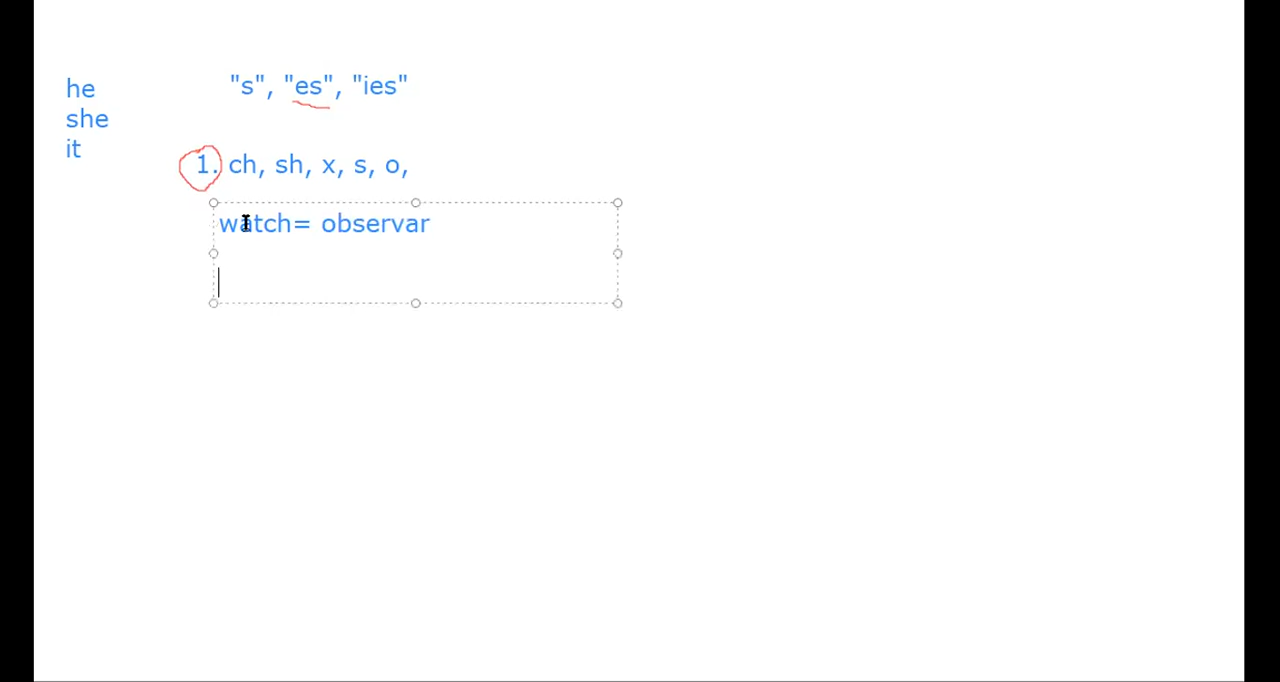 he
she
it
"s", "es", "ies"
1. ch, sh, x, s, o,
watch= observar